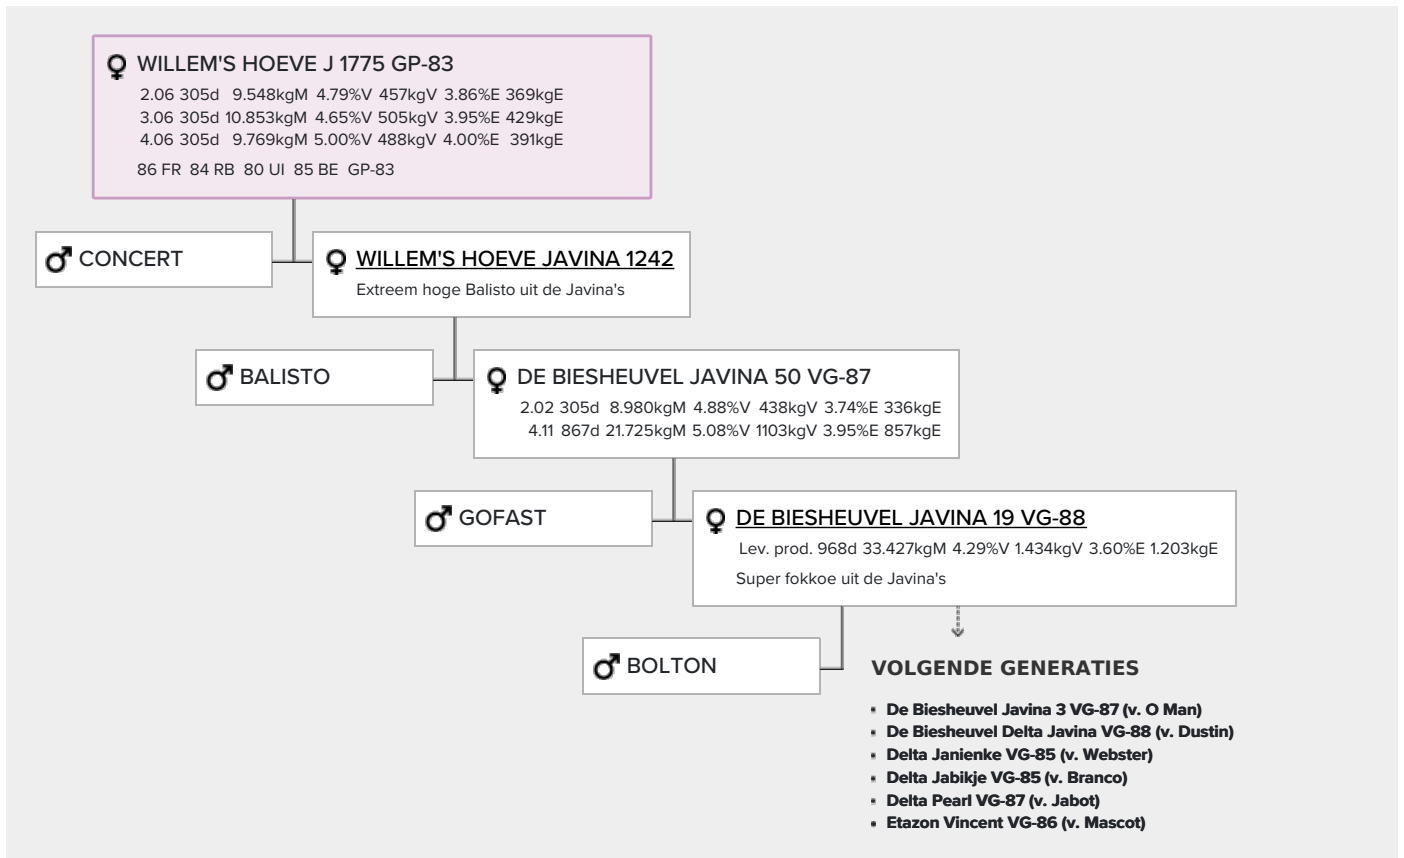 WILLEM'S HOEVE J 1775 GP-83
2.06 305d 9.548kgM 4.79%V 457kgV 3.86%E 369kgE
3.06 305d 10.853kgM 4.65%V 505kgV 3.95%E 429kgE
4.06 305d 9.769kgM 5.00%V 488kgV 4.00%E 391kgE
86 FR 84 RB 80 UI 85 BE GP-83
CONCERT
WILLEM'S HOEVE JAVINA 1242
Extreem hoge Balisto uit de Javina's
BALISTO
DE BIESHEUVEL JAVINA 50 VG-87
2.02 305d 8.980kgM 4.88%V 438kgV 3.74%E 336kgE
4.11 867d 21.725kgM 5.08%V 1103kgV 3.95%E 857kgE
GOFAST
DE BIESHEUVEL JAVINA 19 VG-88
Lev. prod. 968d 33.427kgM 4.29%V 1.434kgV 3.60%E 1.203kgE
Super fokkoe uit de Javina's
BOLTON
VOLGENDE GENERATIES
De Biesheuvel Javina 3 VG-87 (v. O Man)
De Biesheuvel Delta Javina VG-88 (v. Dustin)
Delta Janienke VG-85 (v. Webster)
Delta Jabikje VG-85 (v. Branco)
Delta Pearl VG-87 (v. Jabot)
Etazon Vincent VG-86 (v. Mascot)